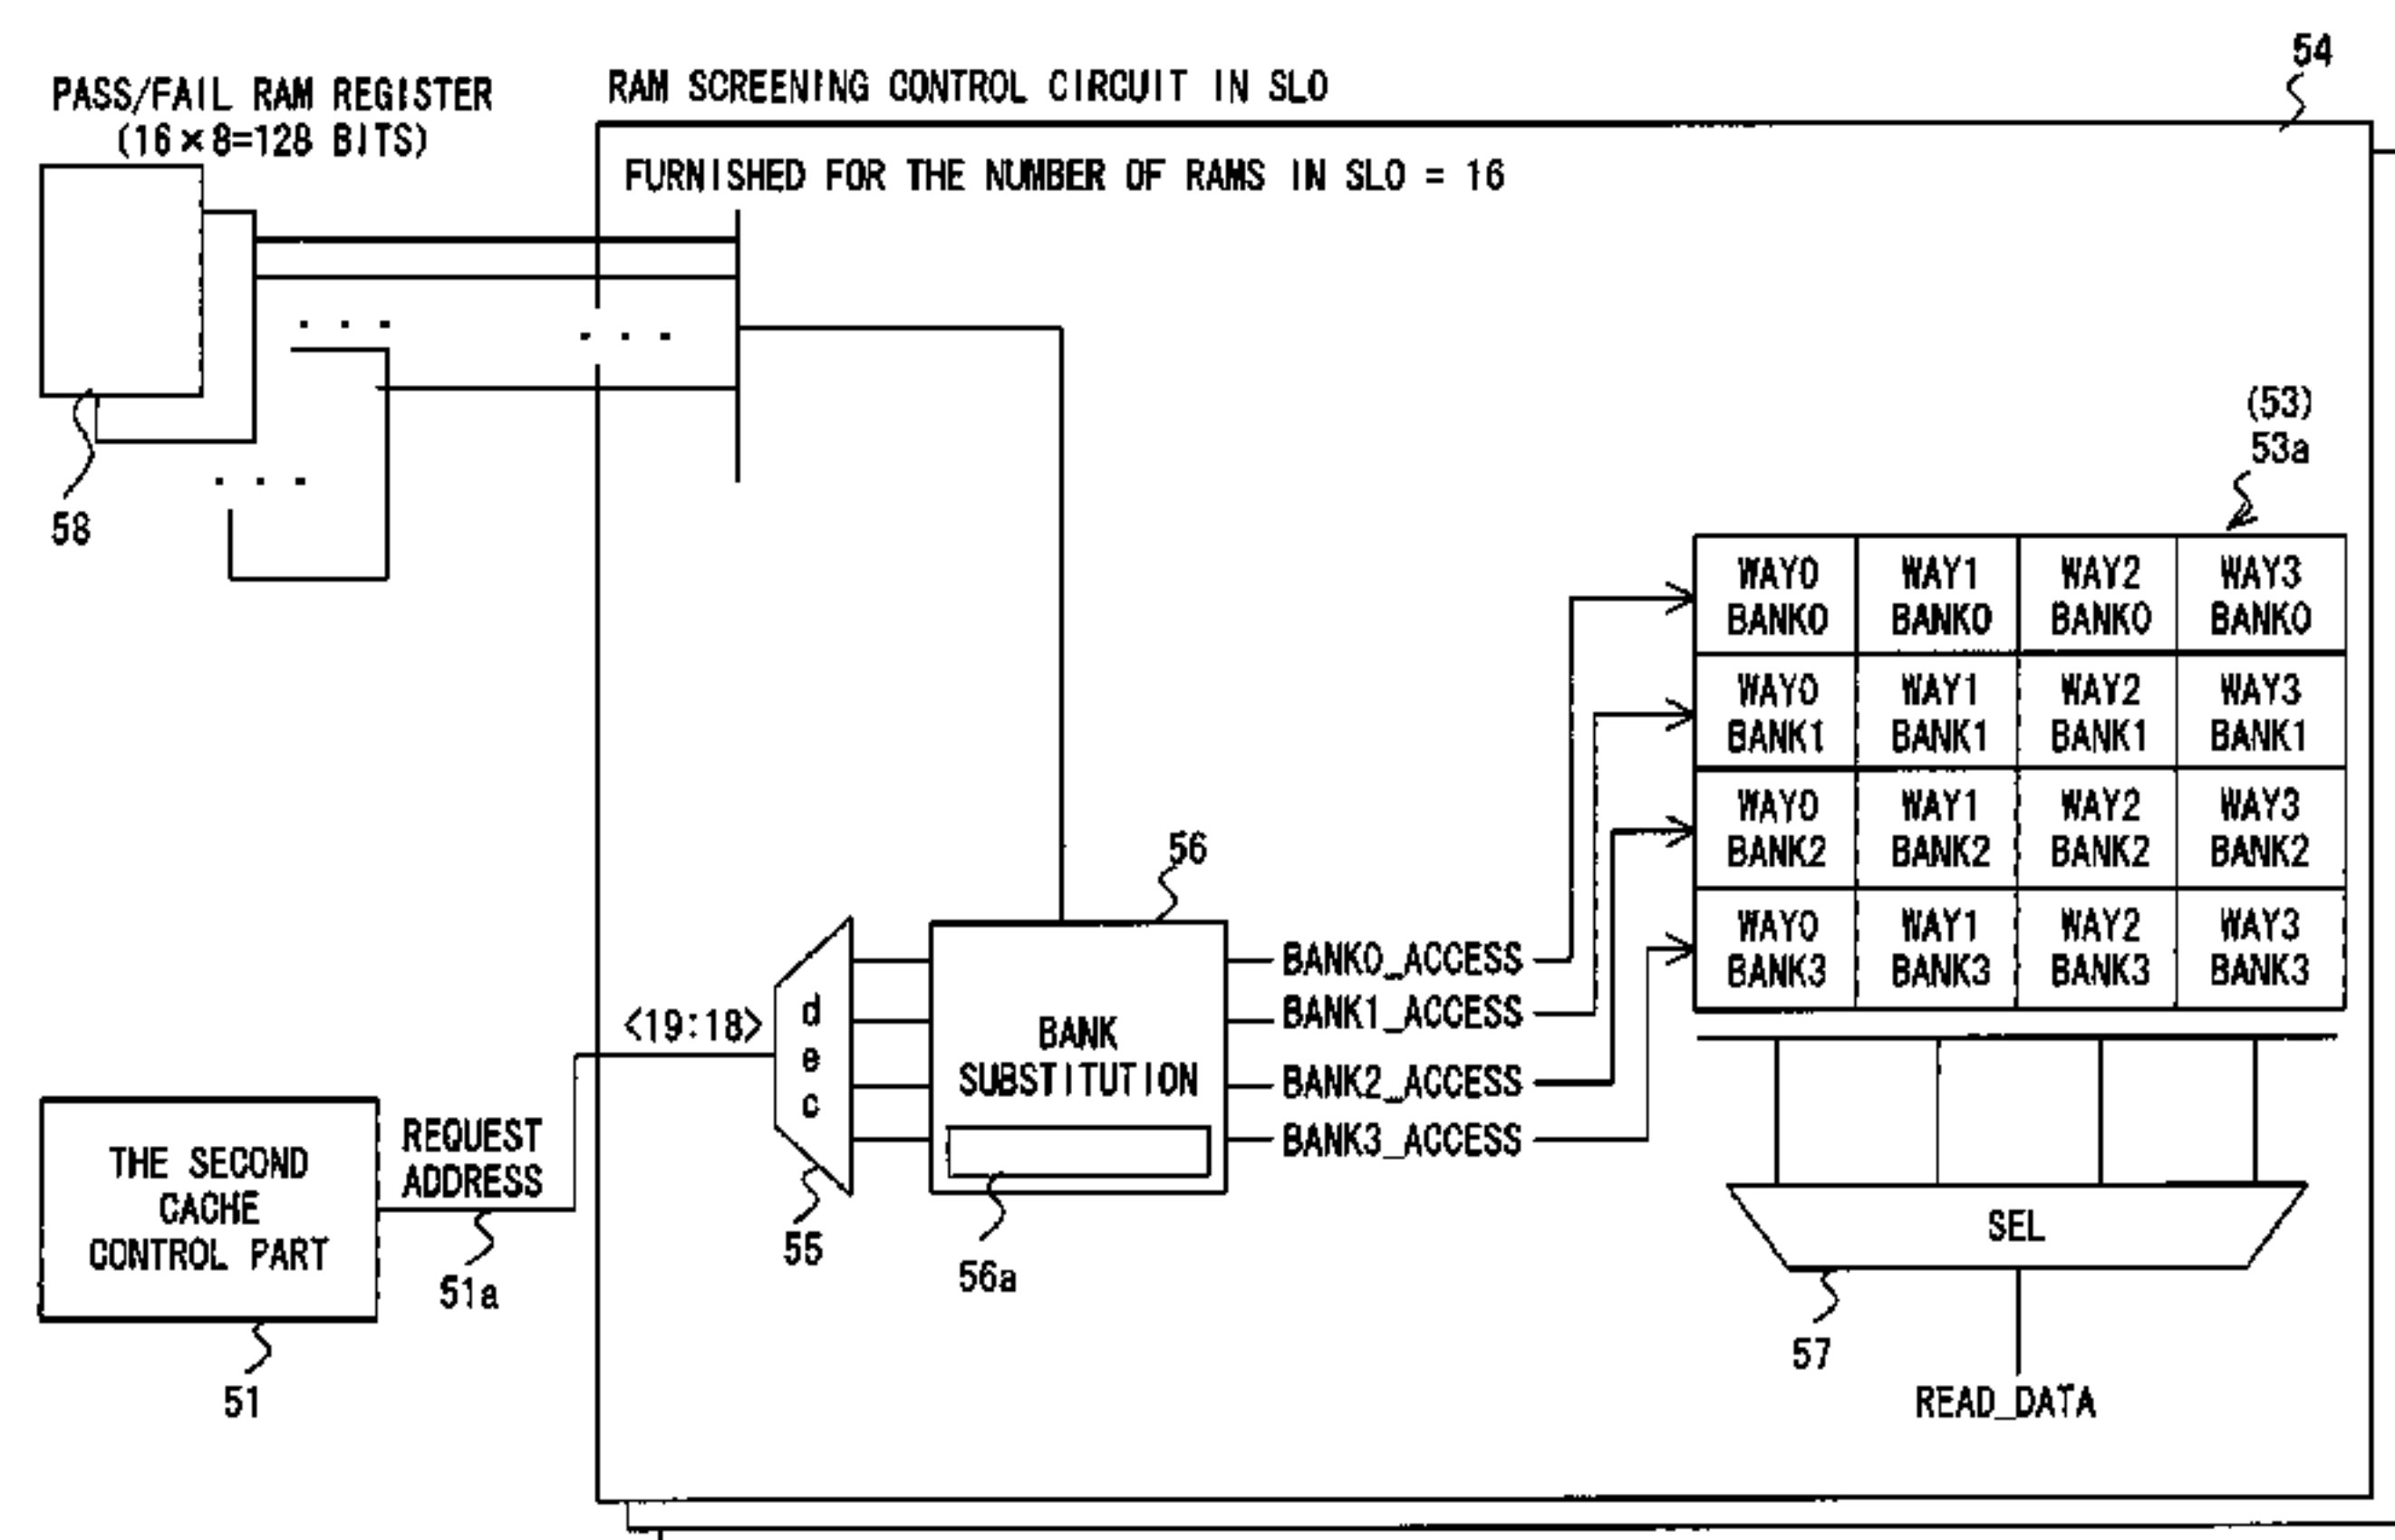 54
PASS/FAIL RAM REGISTER
(16×8=128 BITS)
RAM SCREENING CONTROL CIRCUIT IN SL0
FURNISHED FOR THE NUMBER OF RAMS IN SL0 = 16
. . .
. . .
. . .
58
(53)
53a
WAY0 BANK0
WAY1 BANK0
WAY2 BANK0
WAY3 BANK0
WAY0 BANK1
WAY1 BANK1
WAY2 BANK1
WAY3 BANK1
WAY0 BANK2
WAY1 BANK2
WAY2 BANK2
WAY3 BANK2
WAY0 BANK3
WAY1 BANK3
WAY2 BANK3
WAY3 BANK3
56
<19:18>
dec
55
BANK
SUBSTITUTION
56a
BANK0_ACCESS
BANK1_ACCESS
BANK2_ACCESS
BANK3_ACCESS
THE SECOND
CACHE
CONTROL PART
51
REQUEST
ADDRESS
51a
SEL
57
READ_DATA